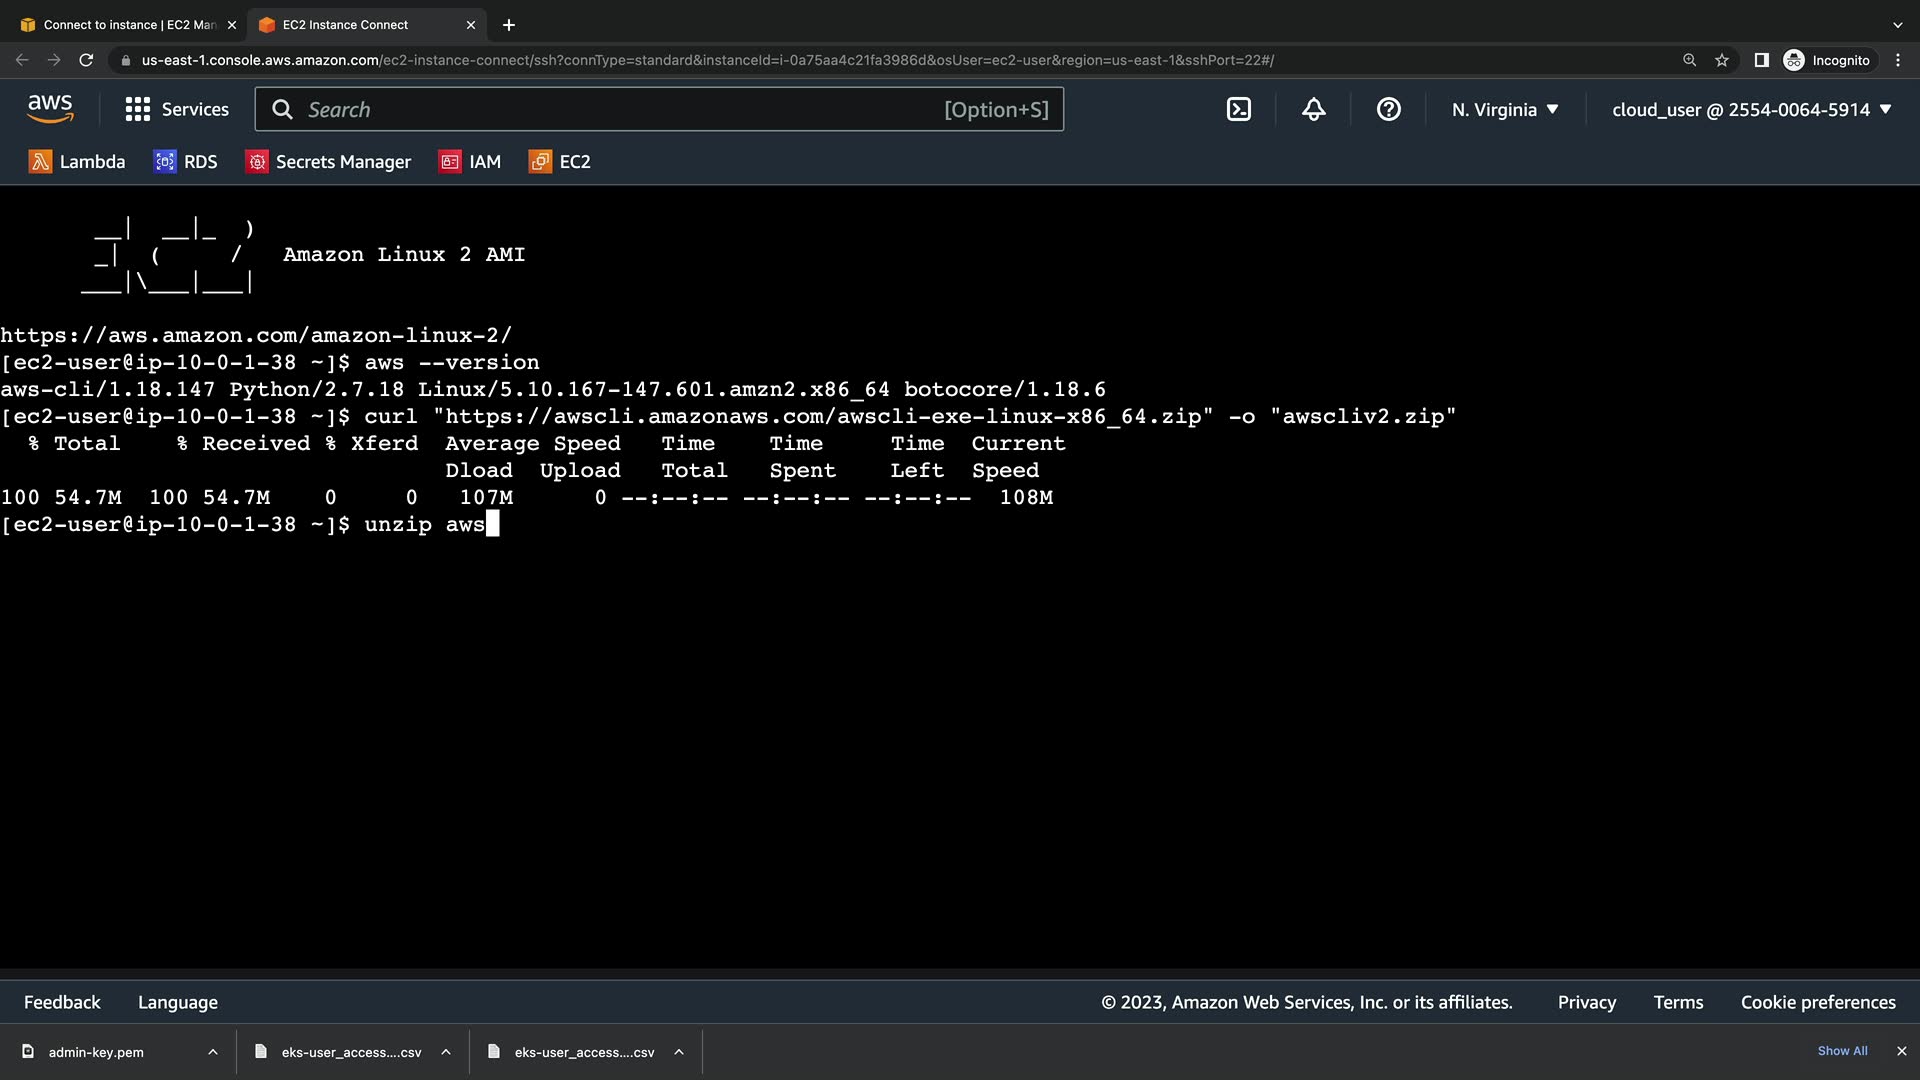 Connect to instance | EC2 Man
EC2 Instance Connect
us-east-1.console.aws.amazon.com/ec2-instance-connect/ssh?connType=standard&instanceId=i-0a75aa4c21fa3986d&osUser=ec2-user&region=us-east-1&sshPort=22#/
Incognito
aws
Services
Search
[Option+S]
N. Virginia
cloud_user @ 2554-0064-5914
Lambda
RDS
Secrets Manager
IAM
EC2
       __|  __|_  )
       _|  (     /   Amazon Linux 2 AMI
      ___|\___|___|
https://aws.amazon.com/amazon-linux-2/
[ec2-user@ip-10-0-1-38 ~]$ aws --version
aws-cli/1.18.147 Python/2.7.18 Linux/5.10.167-147.601.amzn2.x86_64 botocore/1.18.6
[ec2-user@ip-10-0-1-38 ~]$ curl "https://awscli.amazonaws.com/awscli-exe-linux-x86_64.zip" -o "awscliv2.zip"
  % Total    % Received % Xferd  Average Speed   Time    Time     Time  Current
                                 Dload  Upload   Total   Spent    Left  Speed
100 54.7M  100 54.7M    0     0   107M      0 --:--:-- --:--:-- --:--:--  108M
[ec2-user@ip-10-0-1-38 ~]$ unzip aws
Feedback
Language
© 2023, Amazon Web Services, Inc. or its affiliates.
Privacy
Terms
Cookie preferences
admin-key.pem
eks-user_access....csv
eks-user_access....csv
Show All